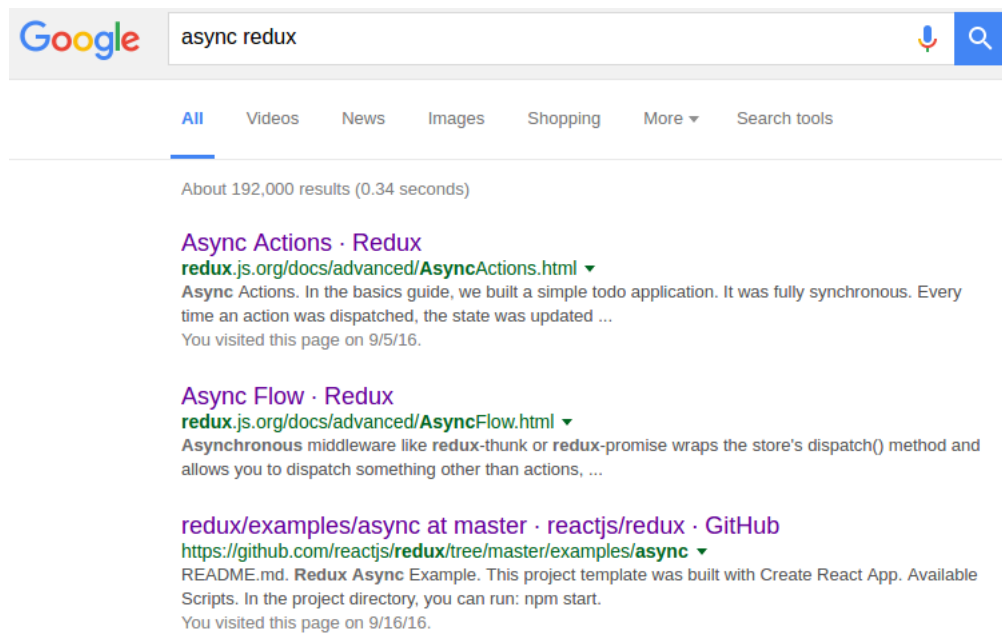 Google async redux
All Videos News Images Shopping More Search tools
About 192,000 results (0.34 seconds)
Async Actions · Redux
redux.js.org/docs/advanced/AsyncActions.html
Async Actions. In the basics guide, we built a simple todo application. It was fully synchronous. Every
time an action was dispatched, the state was updated ...
You visited this page on 9/5/16.
Async Flow · Redux
redux.js.org/docs/advanced/AsyncFlow.html
Asynchronous middleware like redux-thunk or redux-promise wraps the store's dispatch() method and
allows you to dispatch something other than actions, ...
redux/examples/async at master · reactjs/redux · GitHub
https://github.com/reactjs/redux/tree/master/examples/async
README.md. Redux Async Example. This project template was built with Create React App. Available
Scripts. In the project directory, you can run: npm start.
You visited this page on 9/16/16.